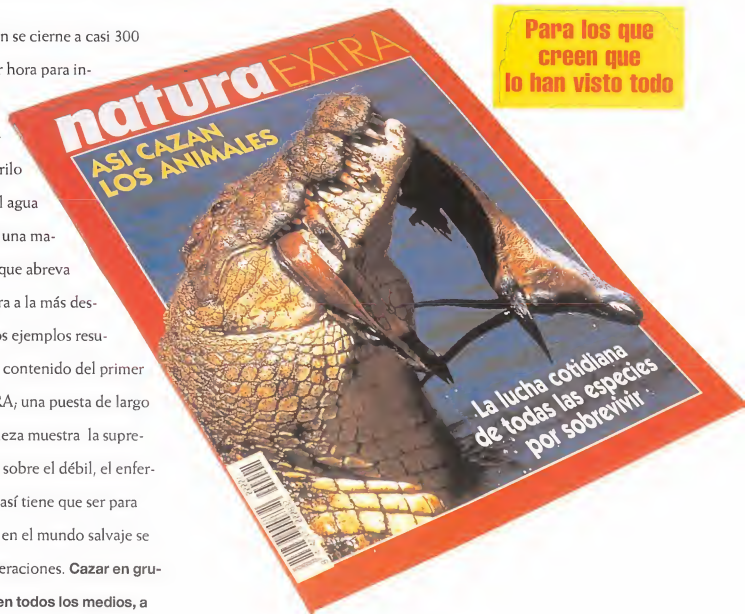 n se cierne a casi 300
r hora para in-
rilo
l agua
una ma-
que abreva
ra a la más des-
os ejemplos resu-
contenido del primer
RA; una puesta de largo
eza muestra la supre-
sobre el débil, el enfer-
así tiene que ser para
en el mundo salvaje se
eraciones. Cazar en gru-
en todos los medios, a
natura EXTRA
ASI CAZAN
LOS ANIMALES
La lucha cotidiana
de todas las especies
por sobrevivir
Para los que
creen que
lo han visto todo